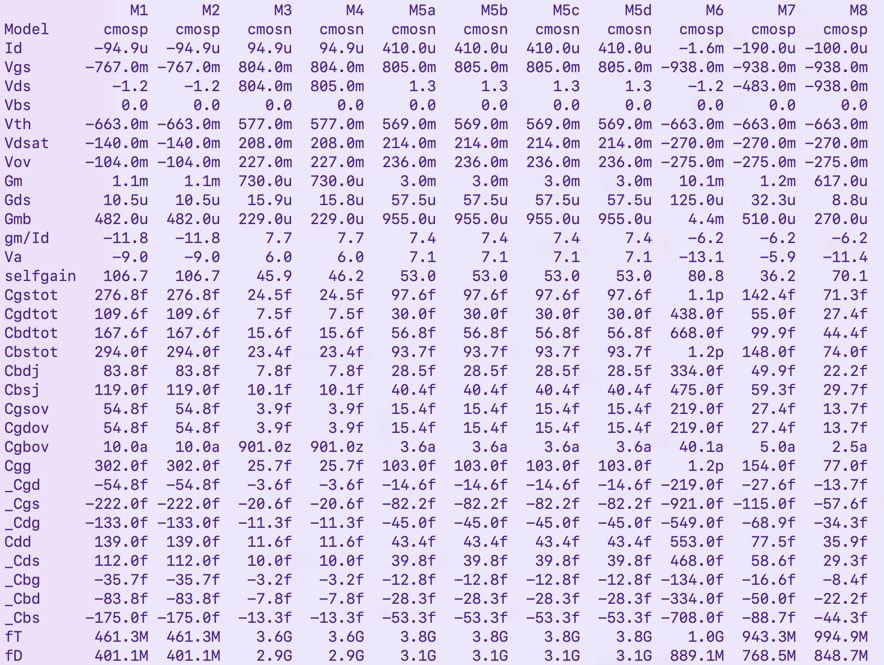 M1 M2 M3 M4 M5a M5b M5c M5d M6 M7 M8
Model cmosp cmosp cmosn cmosn cmosn cmosn cmosn cmosn cmosp cmosp cmosp
Id −94.9u −94.9u 94.9u 94.9u 410.0u 410.0u 410.0u 410.0u −1.6m −190.0u −100.0u
Vgs −767.0m −767.0m 804.0m 804.0m 805.0m 805.0m 805.0m 805.0m −938.0m −938.0m −938.0m
Vds −1.2 −1.2 804.0m 805.0m 1.3 1.3 1.3 1.3 −1.2 −483.0m −938.0m
Vbs 0.0 0.0 0.0 0.0 0.0 0.0 0.0 0.0 0.0 0.0 0.0
Vth −663.0m −663.0m 577.0m 577.0m 569.0m 569.0m 569.0m 569.0m −663.0m −663.0m −663.0m
Vdsat −140.0m −140.0m 208.0m 208.0m 214.0m 214.0m 214.0m 214.0m −270.0m −270.0m −270.0m
Vov −104.0m −104.0m 227.0m 227.0m 236.0m 236.0m 236.0m 236.0m −275.0m −275.0m −275.0m
Gm 1.1m 1.1m 730.0u 730.0u 3.0m 3.0m 3.0m 3.0m 10.1m 1.2m 617.0u
Gds 10.5u 10.5u 15.9u 15.8u 57.5u 57.5u 57.5u 57.5u 125.0u 32.3u 8.8u
Gmb 482.0u 482.0u 229.0u 229.0u 955.0u 955.0u 955.0u 955.0u 4.4m 510.0u 270.0u
gm/Id −11.8 −11.8 7.7 7.7 7.4 7.4 7.4 7.4 −6.2 −6.2 −6.2
Va −9.0 −9.0 6.0 6.0 7.1 7.1 7.1 7.1 −13.1 −5.9 −11.4
selfgain 106.7 106.7 45.9 46.2 53.0 53.0 53.0 53.0 80.8 36.2 70.1
Cgstot 276.8f 276.8f 24.5f 24.5f 97.6f 97.6f 97.6f 97.6f 1.1p 142.4f 71.3f
Cgdtot 109.6f 109.6f 7.5f 7.5f 30.0f 30.0f 30.0f 30.0f 438.0f 55.0f 27.4f
Cbdtot 167.6f 167.6f 15.6f 15.6f 56.8f 56.8f 56.8f 56.8f 668.0f 99.9f 44.4f
Cbstot 294.0f 294.0f 23.4f 23.4f 93.7f 93.7f 93.7f 93.7f 1.2p 148.0f 74.0f
Cbdj 83.8f 83.8f 7.8f 7.8f 28.5f 28.5f 28.5f 28.5f 334.0f 49.9f 22.2f
Cbsj 119.0f 119.0f 10.1f 10.1f 40.4f 40.4f 40.4f 40.4f 475.0f 59.3f 29.7f
Cgsov 54.8f 54.8f 3.9f 3.9f 15.4f 15.4f 15.4f 15.4f 219.0f 27.4f 13.7f
Cgdov 54.8f 54.8f 3.9f 3.9f 15.4f 15.4f 15.4f 15.4f 219.0f 27.4f 13.7f
Cgbov 10.0a 10.0a 901.0z 901.0z 3.6a 3.6a 3.6a 3.6a 40.1a 5.0a 2.5a
Cgg 302.0f 302.0f 25.7f 25.7f 103.0f 103.0f 103.0f 103.0f 1.2p 154.0f 77.0f
_Cgd −54.8f −54.8f −3.6f −3.6f −14.6f −14.6f −14.6f −14.6f −219.0f −27.6f −13.7f
_Cgs −222.0f −222.0f −20.6f −20.6f −82.2f −82.2f −82.2f −82.2f −921.0f −115.0f −57.6f
_Cdg −133.0f −133.0f −11.3f −11.3f −45.0f −45.0f −45.0f −45.0f −549.0f −68.9f −34.3f
Cdd 139.0f 139.0f 11.6f 11.6f 43.4f 43.4f 43.4f 43.4f 553.0f 77.5f 35.9f
_Cds 112.0f 112.0f 10.0f 10.0f 39.8f 39.8f 39.8f 39.8f 468.0f 58.6f 29.3f
_Cbg −35.7f −35.7f −3.2f −3.2f −12.8f −12.8f −12.8f −12.8f −134.0f −16.6f −8.4f
_Cbd −83.8f −83.8f −7.8f −7.8f −28.3f −28.3f −28.3f −28.3f −334.0f −50.0f −22.2f
_Cbs −175.0f −175.0f −13.3f −13.3f −53.3f −53.3f −53.3f −53.3f −708.0f −88.7f −44.3f
fT 461.3M 461.3M 3.6G 3.6G 3.8G 3.8G 3.8G 3.8G 1.0G 943.3M 994.9M
fD 401.1M 401.1M 2.9G 2.9G 3.1G 3.1G 3.1G 3.1G 889.1M 768.5M 848.7M